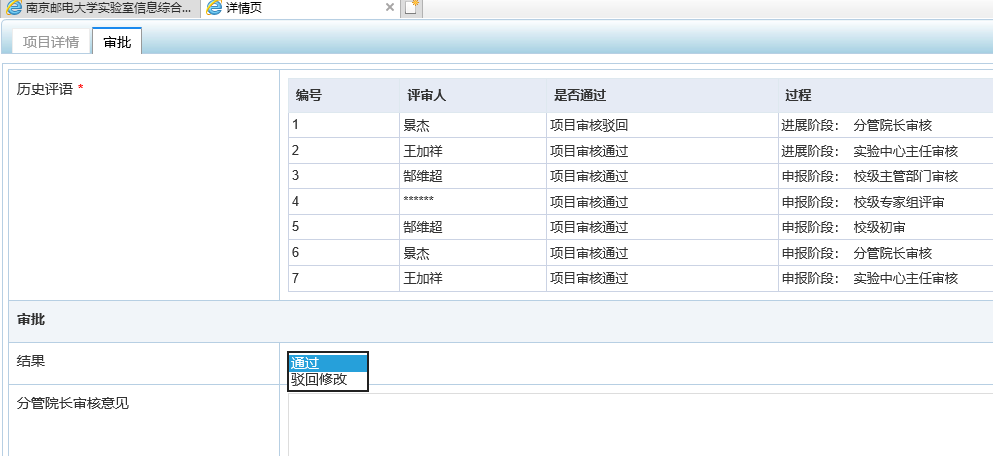 南京邮电大学实验室信息综合... 详情页
项目详情 审批
历史评语 *
编号 评审人 是否通过 过程
1 景杰 项目审核驳回 进展阶段： 分管院长审核
2 王加祥 项目审核通过 进展阶段： 实验中心主任审核
3 郜维超 项目审核通过 申报阶段： 校级主管部门审核
4 ****** 项目审核通过 申报阶段： 校级专家组评审
5 郜维超 项目审核通过 申报阶段： 校级初审
6 景杰 项目审核通过 申报阶段： 分管院长审核
7 王加祥 项目审核通过 申报阶段： 实验中心主任审核
审批
结果 通过
驳回修改
分管院长审核意见